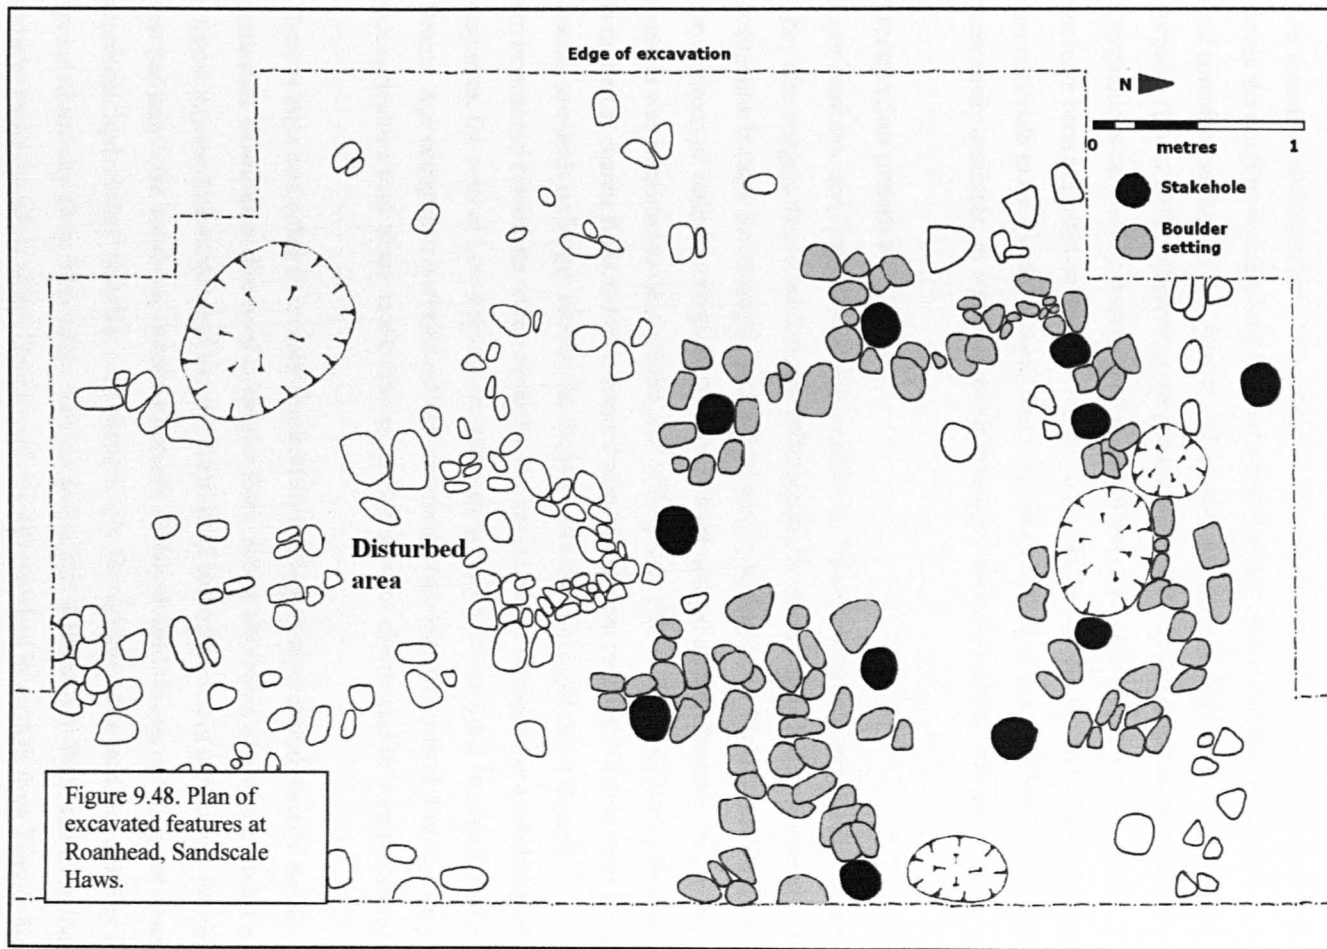 Edge of excavation
N
0 1
metres
Stakehole
Boulder
setting
Disturbed
area
Figure 9.48. Plan of
excavated features at
Roanhead, Sandscale
Haws.